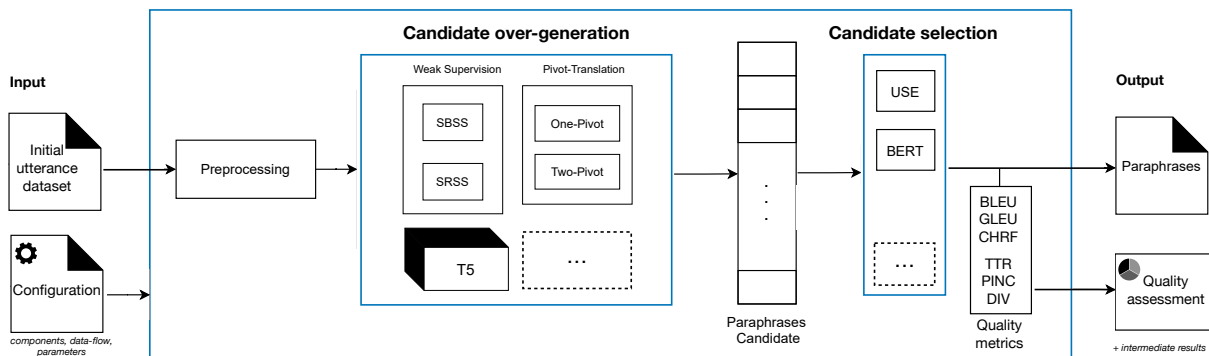 Input
Initial
utterance
dataset
Configuration
components, data-flow,
parameters
Preprocessing
Candidate over-generation
Weak Supervision
SBSS
SRSS
Pivot-Translation
One-Pivot
Two-Pivot
T5
...
Paraphrases
Candidate
Candidate selection
USE
BERT
...
BLEU
GLEU
CHRF
TTR
PINC
DIV
Quality
metrics
Output
Paraphrases
Quality
assessment
+ intermediate results